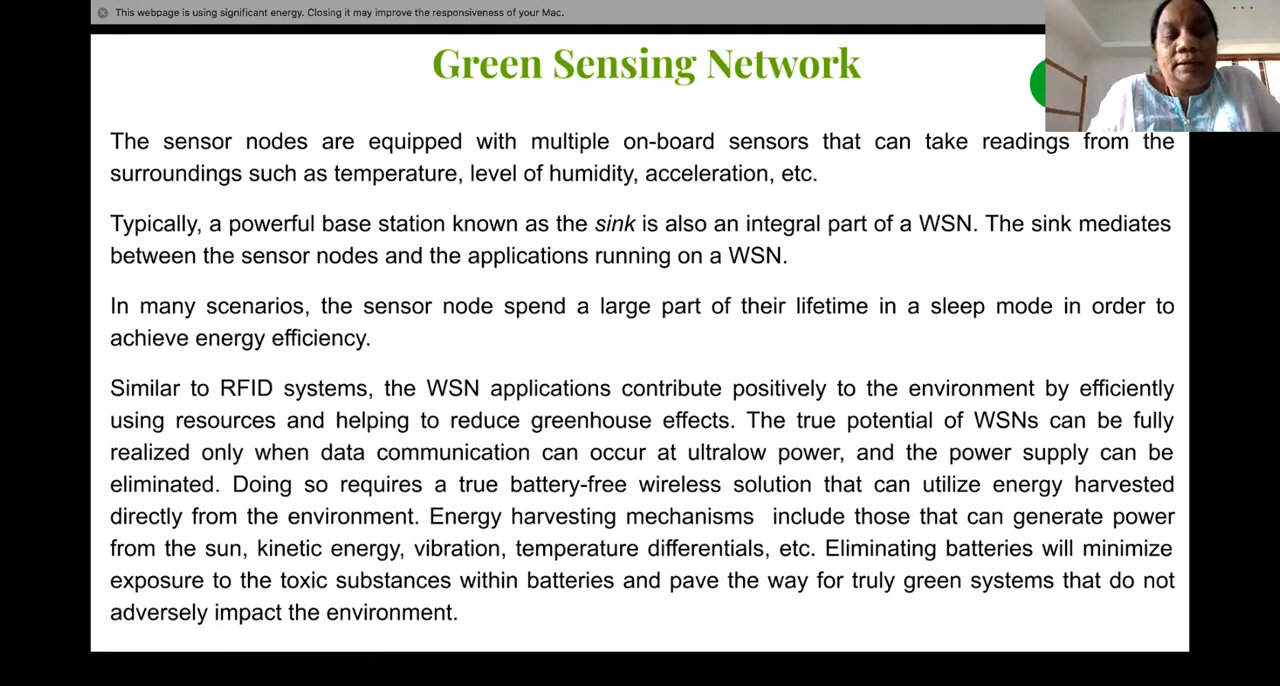 This webpage is using significant energy. Closing it may improve the responsiveness of your Mac.
Green Sensing Network
The sensor nodes are equipped with multiple on-board sensors that can take readings from the
surroundings such as temperature, level of humidity, acceleration, etc.
Typically, a powerful base station known as the sink is also an integral part of a WSN. The sink mediates
between the sensor nodes and the applications running on a WSN.
In many scenarios, the sensor node spend a large part of their lifetime in a sleep mode in order to
achieve energy efficiency.
Similar to RFID systems, the WSN applications contribute positively to the environment by efficiently
using resources and helping to reduce greenhouse effects. The true potential of WSNs can be fully
realized only when data communication can occur at ultralow power, and the power supply can be
eliminated. Doing so requires a true battery-free wireless solution that can utilize energy harvested
directly from the environment. Energy harvesting mechanisms include those that can generate power
from the sun, kinetic energy, vibration, temperature differentials, etc. Eliminating batteries will minimize
exposure to the toxic substances within batteries and pave the way for truly green systems that do not
adversely impact the environment.